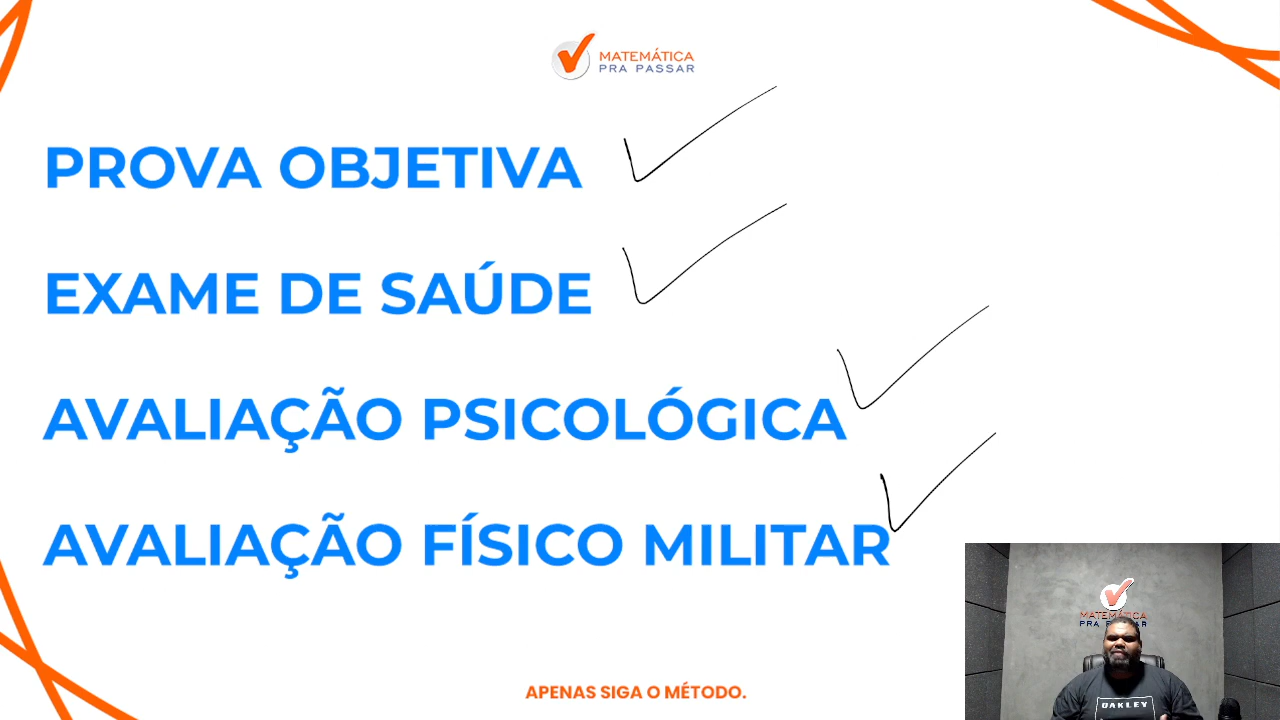 MATEMÁTICA
PRA PASSAR
PROVA OBJETIVA
EXAME DE SAÚDE
AVALIAÇÃO PSICOLÓGICA
AVALIAÇÃO FÍSICO MILITAR
MATEMÁTICA
PRA PASSAR
OAKLEY
APENAS SIGA O MÉTODO.